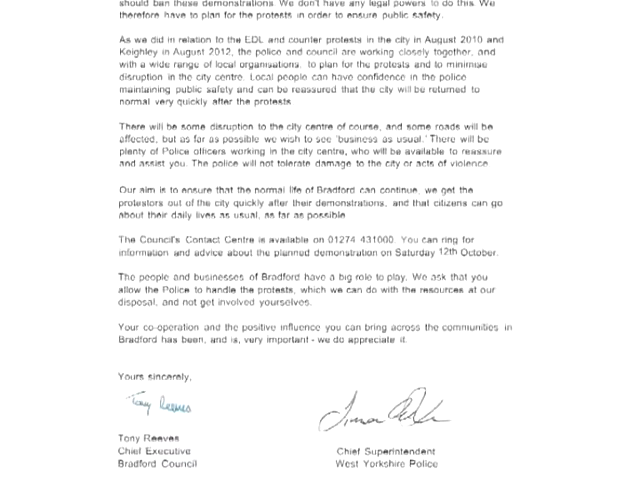 should ban these demonstrations. We don't have any legal powers to do this. We
therefore have to plan for the protests in order to ensure public safety.
As we did in relation to the EDL and counter protests in the city in August 2010 and
Keighley in August 2012, the police and council are working closely together, and
with a wide range of local organisations, to plan for the protests and to minimise
disruption in the city centre. Local people can have confidence in the police
maintaining public safety and can be reassured that the city will be returned to
normal very quickly after the protests
There will be some disruption to the city centre of course, and some roads will be
affected, but as far as possible we wish to see 'business as usual.' There will be
plenty of Police officers working in the city centre, who will be available to reassure
and assist you. The police will not tolerate damage to the city or acts of violence
Our aim is to ensure that the normal life of Bradford can continue, we get the
protestors out of the city quickly after their demonstrations, and that citizens can go
about their daily lives as usual, as far as possible
The Council's Contact Centre is available on 01274 431000. You can ring for
information and advice about the planned demonstration on Saturday 12th October.
The people and businesses of Bradford have a big role to play. We ask that you
allow the Police to handle the protests, which we can do with the resources at our
disposal, and not get involved yourselves.
Your co-operation and the positive influence you can bring across the communities in
Bradford has been, and is, very important - we do appreciate it.
Yours sincerely,
Tony Reeves
Tony Reeves
Chief Executive
Bradford Council
Chief Superintendent
West Yorkshire Police